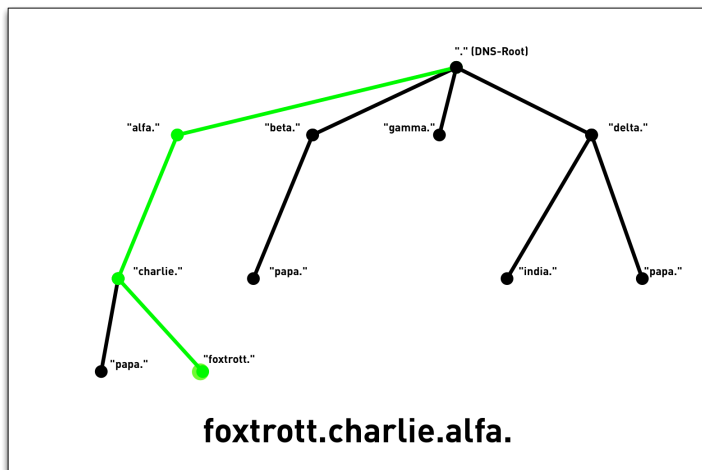 "." (DNS-Root)
"alfa." "beta." "gamma." "delta."
"charlie." "papa." "india." "papa."
"papa." "foxtrott."
foxtrott.charlie.alfa.